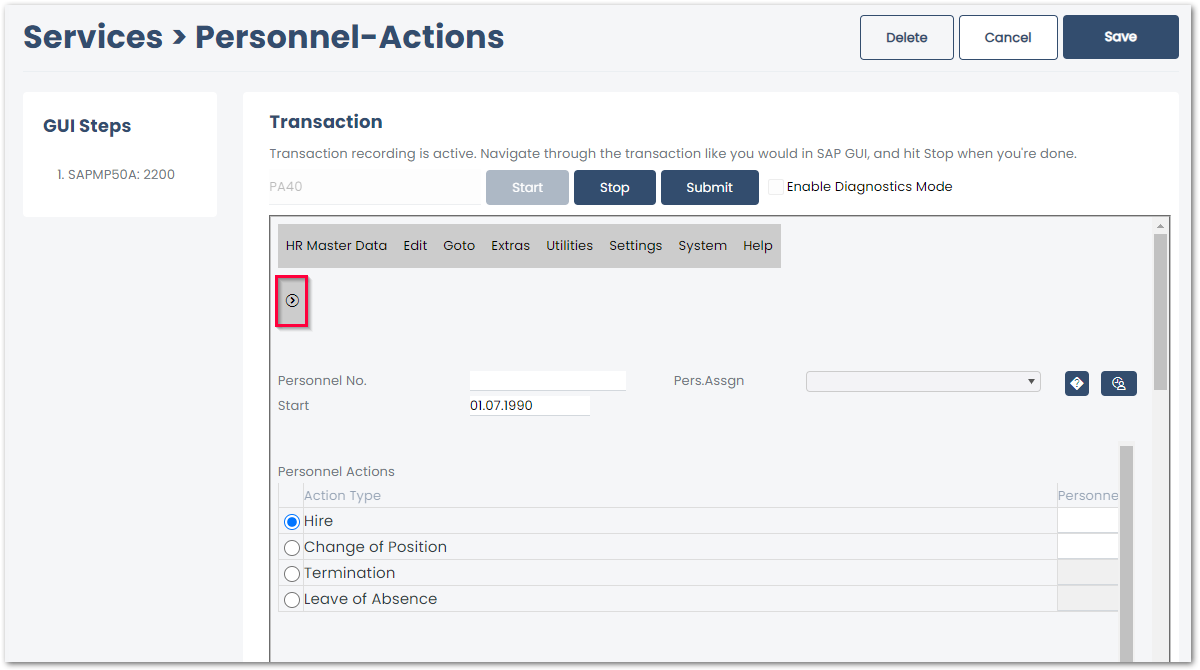 Services > Personnel-Actions
Delete
Cancel
Save
GUI Steps
1. SAPMP50A: 2200
Transaction
Transaction recording is active. Navigate through the transaction like you would in SAP GUI, and hit Stop when you're done.
PA40
Start
Stop
Submit
Enable Diagnostics Mode
HR Master Data Edit Goto Extras Utilities Settings System Help
Personnel No.
Pers.Assgn
Start
01.07.1990
Personnel Actions
Action Type
Personne
Hire
Change of Position
Termination
Leave of Absence